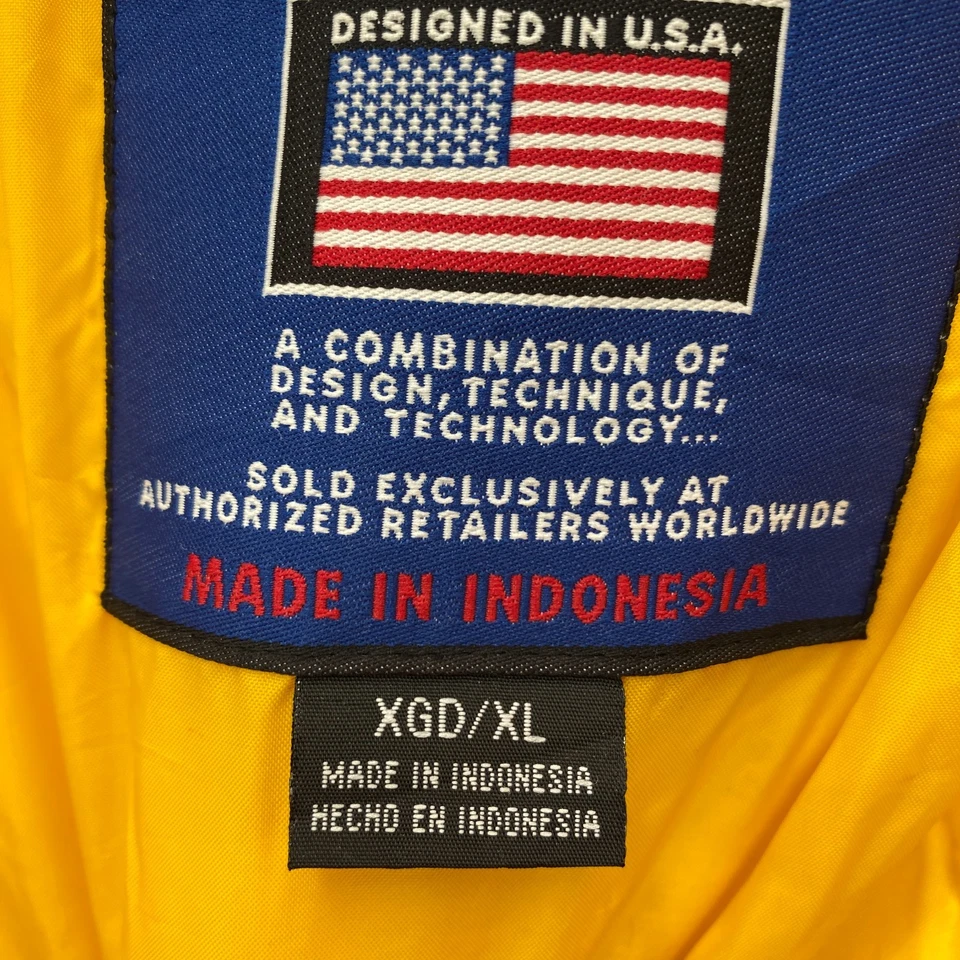 DESIGNED IN U.S.A.
A COMBINATION OF
DESIGN, TECHNIQUE,
AND TECHNOLOGY...
SOLD EXCLUSIVELY AT
AUTHORIZED RETAILERS WORLDWIDE
MADE IN INDONESIA
XGD/XL
MADE IN INDONESIA
HECHO EN INDONESIA